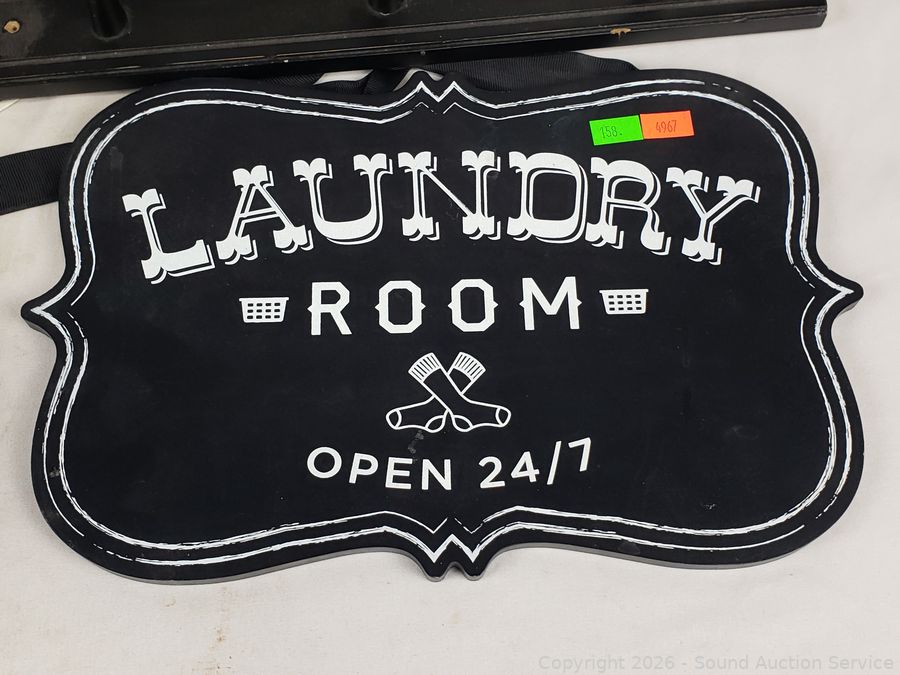 158. 4967
LAUNDRY
ROOM
OPEN 24/7
Copyright 2026 - Sound Auction Service